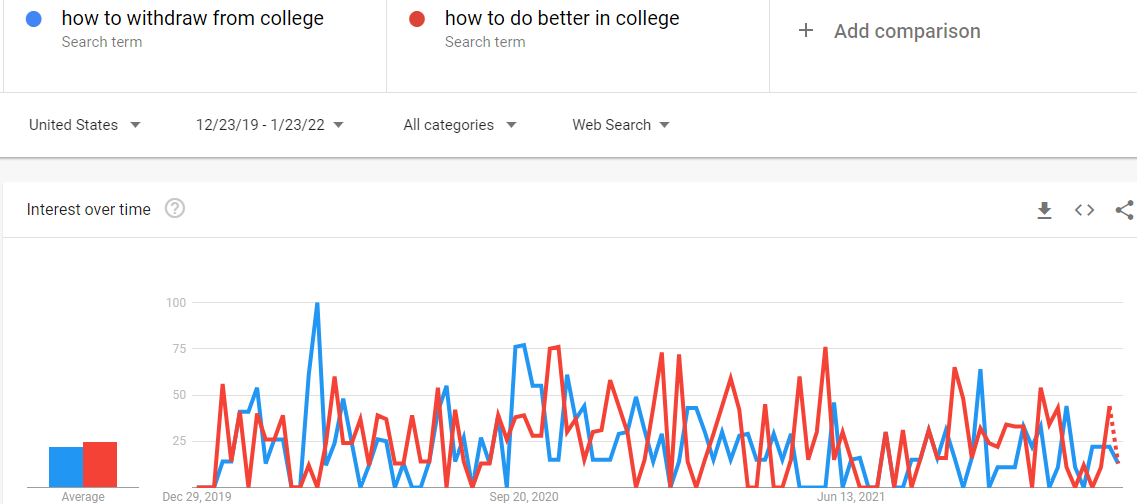 how to withdraw from college
Search term
how to do better in college
Search term
+ Add comparison
United States
12/23/19 - 1/23/22
All categories
Web Search
Interest over time
?
100
75
50
25
Average
Dec 29, 2019
Sep 20, 2020
Jun 13, 2021